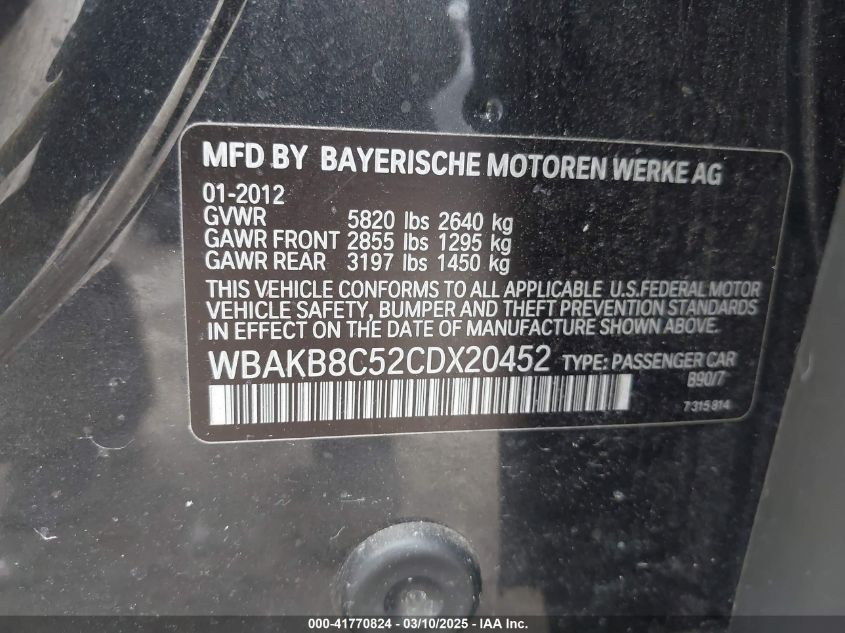 MFD BY BAYERISCHE MOTOREN WERKE AG
01-2012
GVWR 5820 lbs 2640 kg
GAWR FRONT 2855 lbs 1295 kg
GAWR REAR 3197 lbs 1450 kg
THIS VEHICLE CONFORMS TO ALL APPLICABLE U.S.FEDERAL MOTOR
VEHICLE SAFETY, BUMPER AND THEFT PREVENTION STANDARDS
IN EFFECT ON THE DATE OF MANUFACTURE SHOWN ABOVE.
WBAKB8C52CDX20452 TYPE: PASSENGER CAR
B90/7
7315814
000-41770824 - 03/10/2025 - IAA Inc.